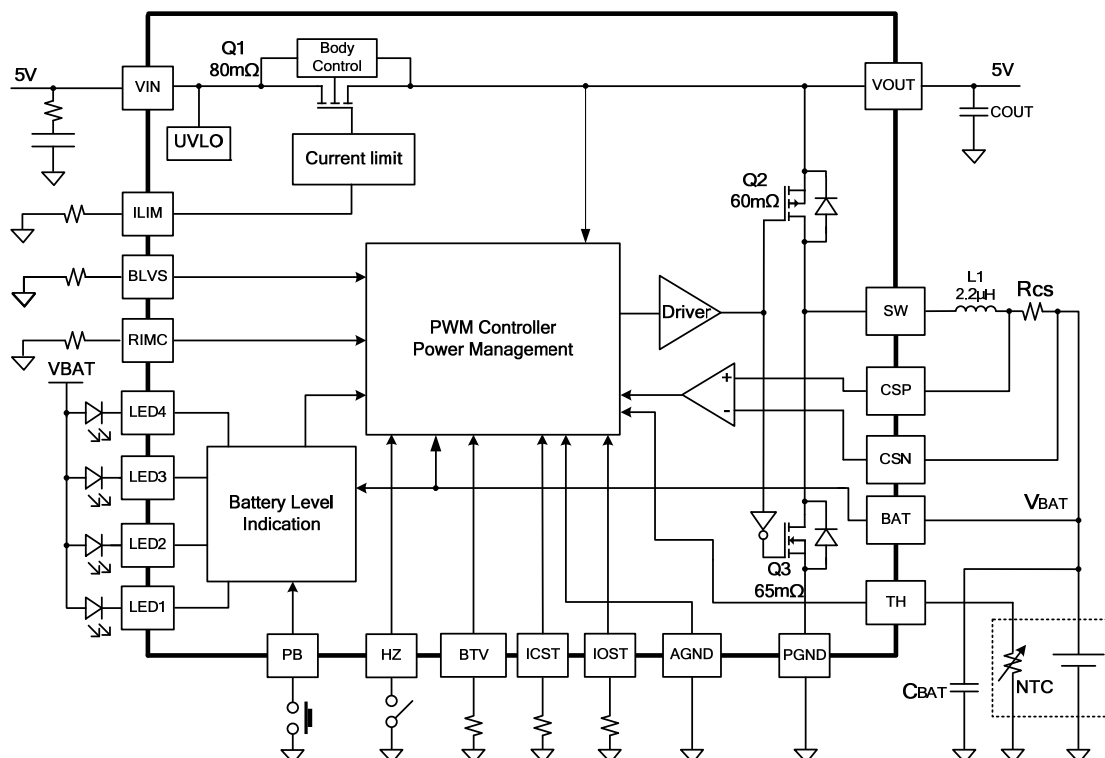 Q1
80mΩ
Body
Control
5V
VIN
VOUT
5V
COUT
UVLO
Current limit
ILIM
Q2
60mΩ
BLVS
L1
2.2µH
Rcs
SW
Driver
PWM Controller
Power Management
RIMC
VBAT
+
CSP
-
LED4
CSN
LED3
Battery Level
Indication
BAT
VBAT
LED2
Q3
65mΩ
LED1
TH
PB
HZ
BTV
ICST
IOST
AGND
PGND
CBAT
NTC